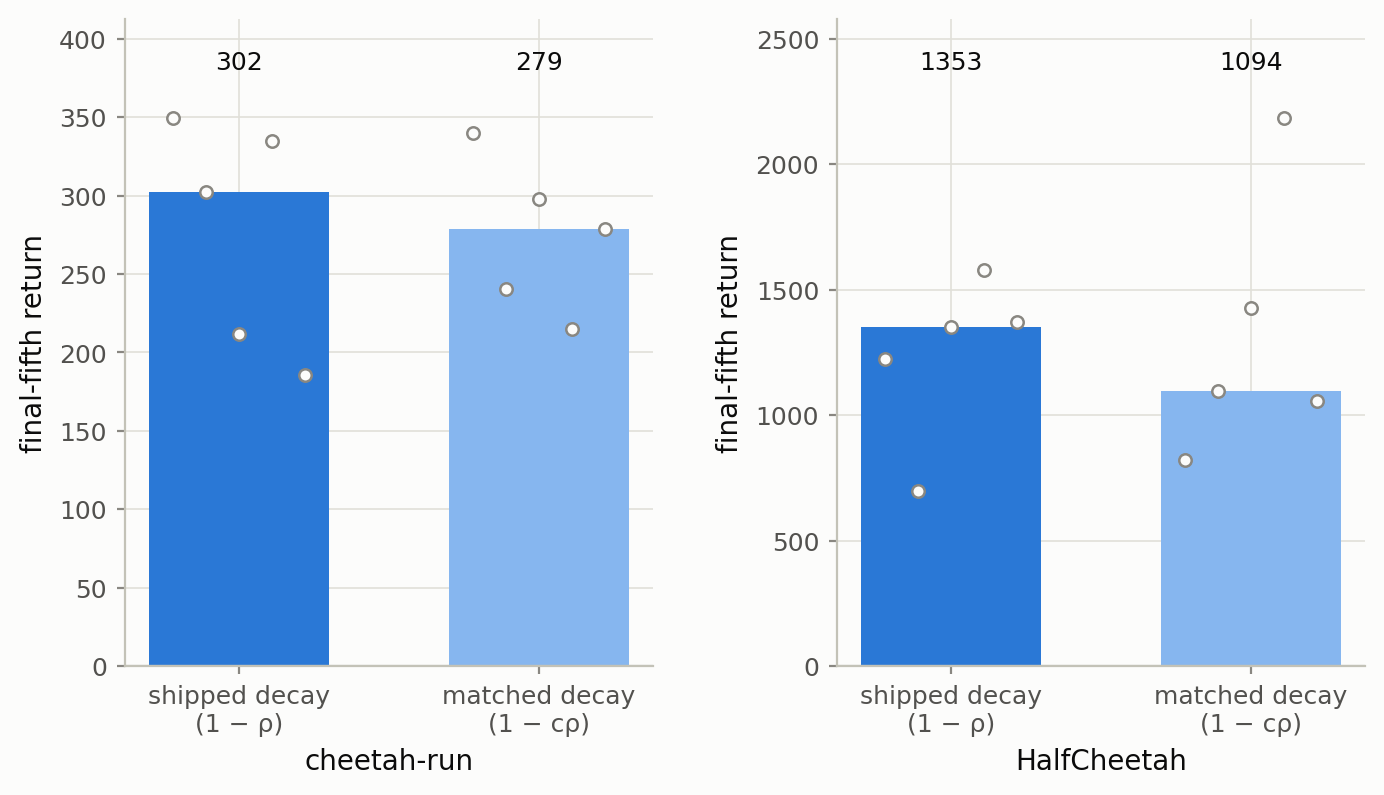 302
279
400
350
300
250
200
150
100
50
0
final-fifth return
shipped decay
(1 − ρ)
matched decay
(1 − cρ)
cheetah-run
1353
1094
2500
2000
1500
1000
500
0
final-fifth return
shipped decay
(1 − ρ)
matched decay
(1 − cρ)
HalfCheetah